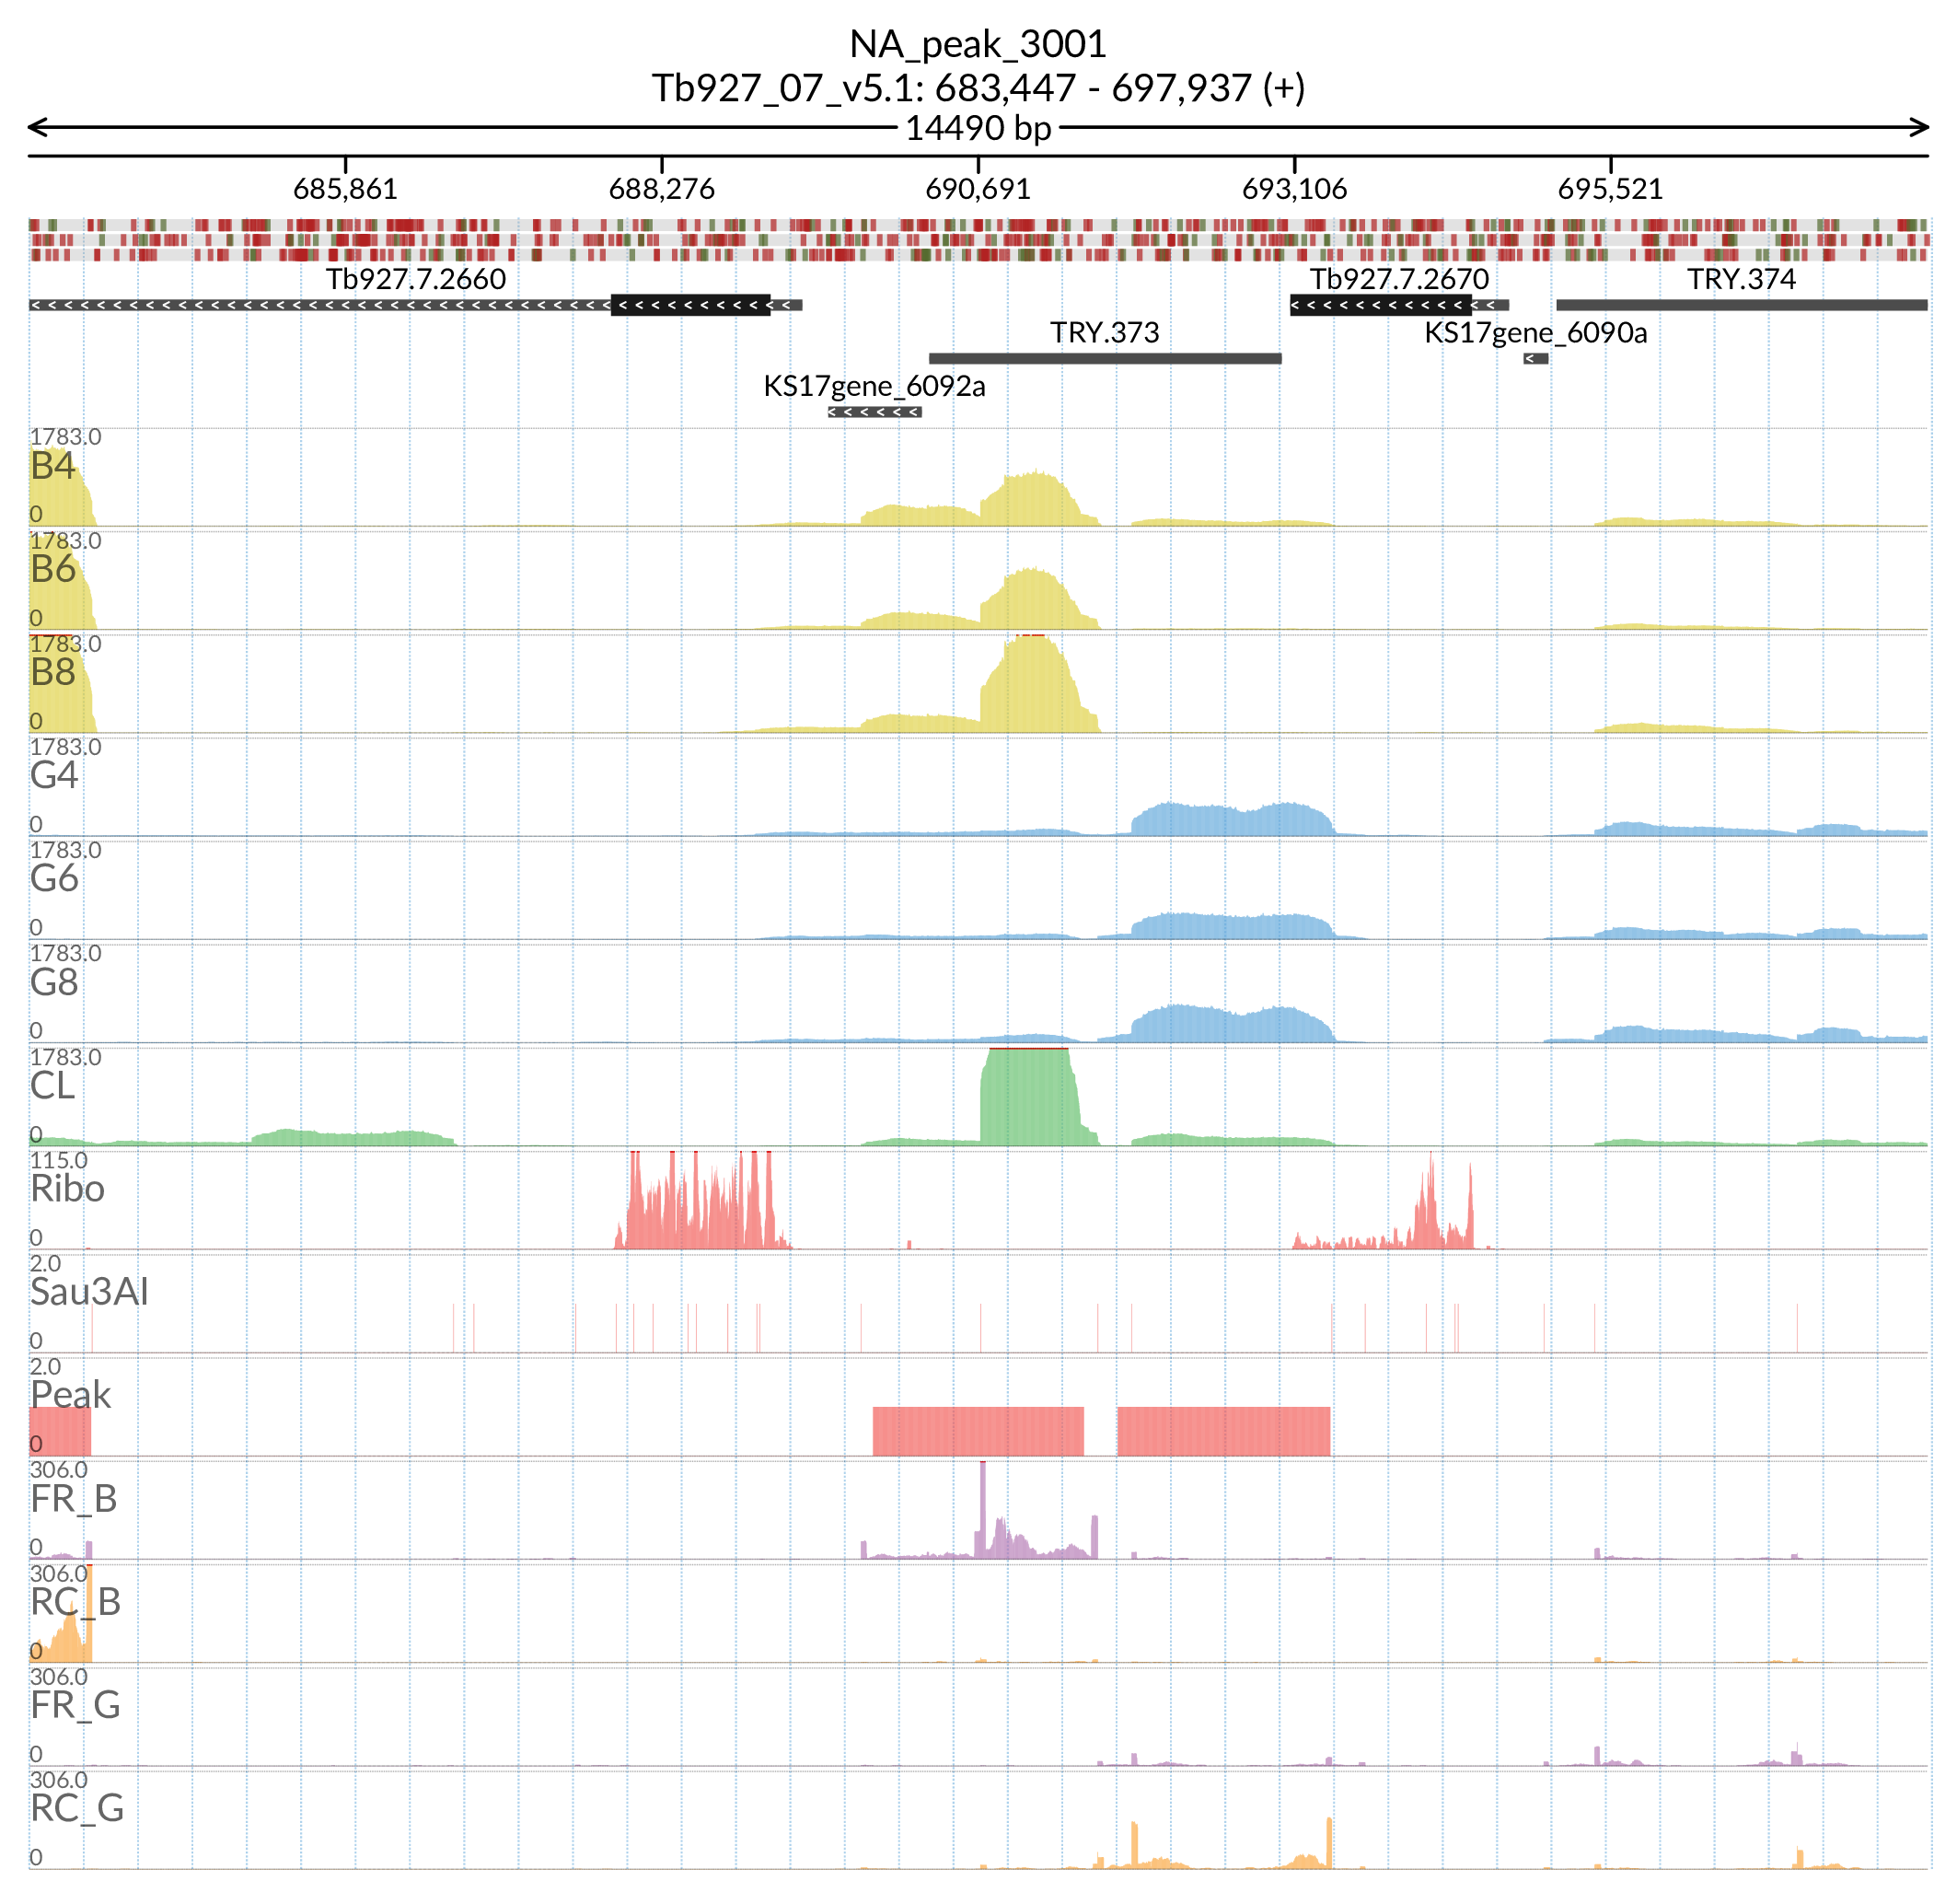 NA_peak_3001
Tb927_07_v5.1: 683,447 - 697,937 (+)
14490 bp
685,861 688,276 690,691 693,106 695,521
Tb927.7.2660 Tb927.7.2670 TRY.374
TRY.373 KS17gene_6090a
KS17gene_6092a
1783.0
B4
0
1783.0
B6
0
1783.0
B8
0
1783.0
G4
0
1783.0
G6
0
1783.0
G8
0
1783.0
CL
0
115.0
Ribo
0
2.0
Sau3AI
0
2.0
Peak
0
306.0
FR_B
0
306.0
RC_B
0
306.0
FR_G
0
306.0
RC_G
0